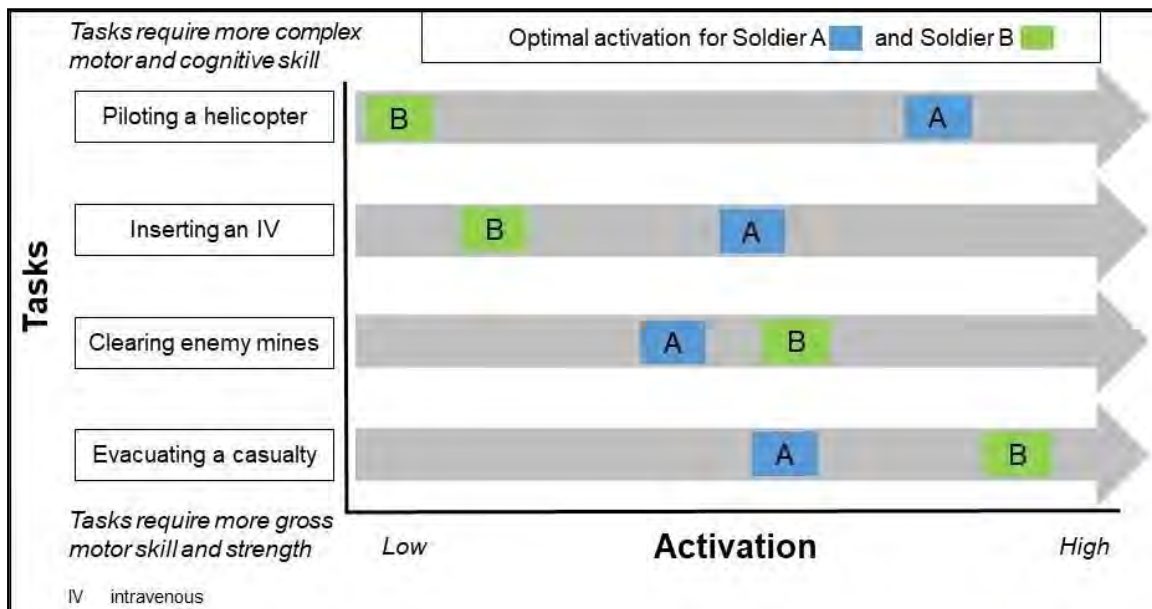 Tasks require more complex
motor and cognitive skill
Optimal activation for Soldier A and Soldier B
Piloting a helicopter
B
A
Inserting an IV
B
A
Clearing enemy mines
A
B
Evacuating a casualty
A
B
Tasks
Tasks require more gross
motor skill and strength
Low
Activation
High
IV intravenous